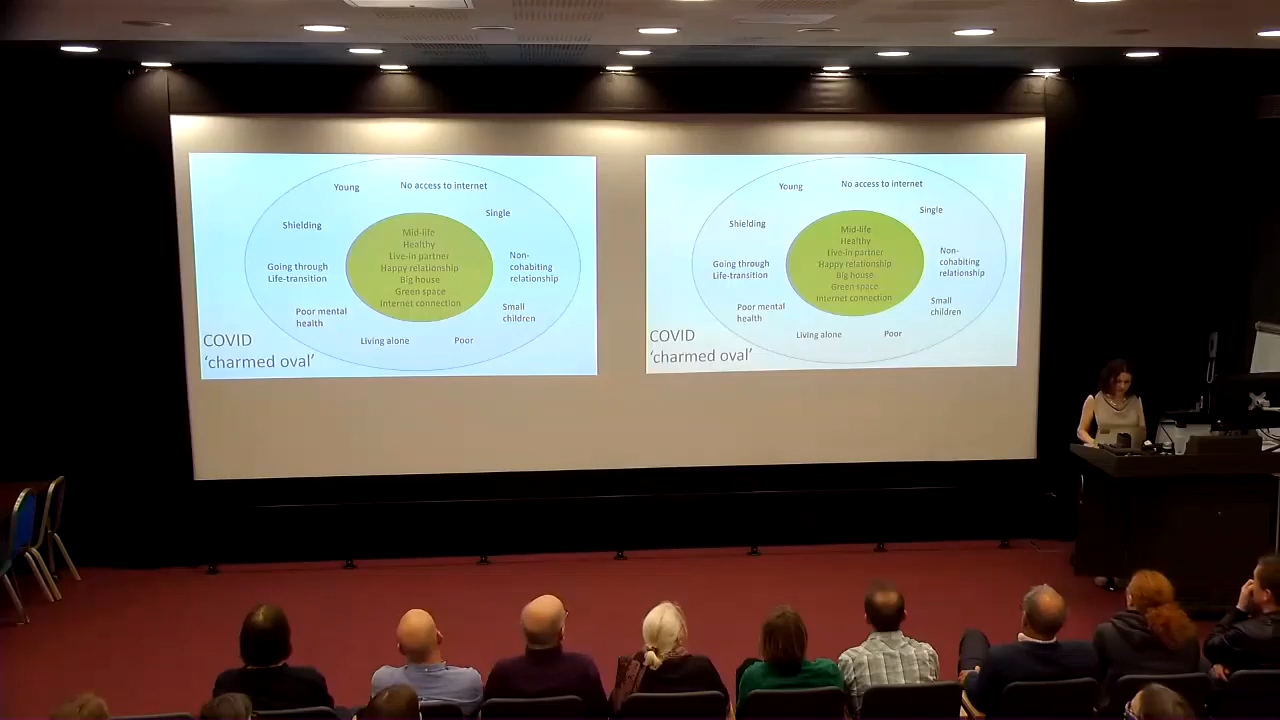 Young
No access to internet
Single
Shielding
Mid-life
Healthy
Live-in partner
Happy relationship
Big house
Green space
Internet connection
Going through
Life-transition
Non-
cohabiting
relationship
Poor mental
health
Small
children
Living alone
Poor
COVID
'charmed oval'
Young
No access to internet
Single
Shielding
Mid-life
Healthy
Live-in partner
Happy relationship
Big house
Green space
Internet connection
Going through
Life-transition
Non-
cohabiting
relationship
Poor mental
health
Small
children
Living alone
Poor
COVID
'charmed oval'